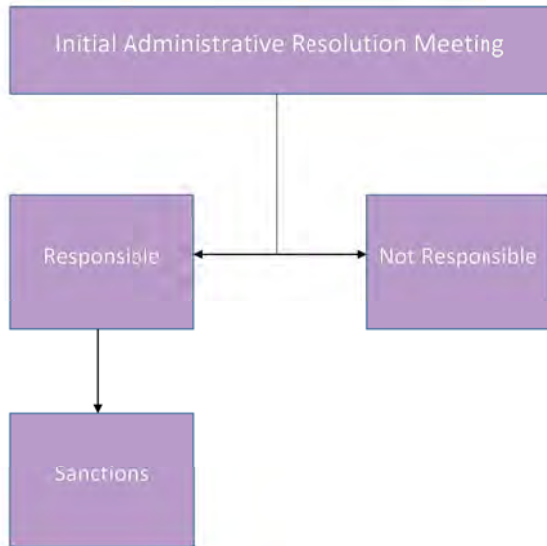 Initial Administrative Resolution Meeting
Responsible
Not Responsible
Sanctions